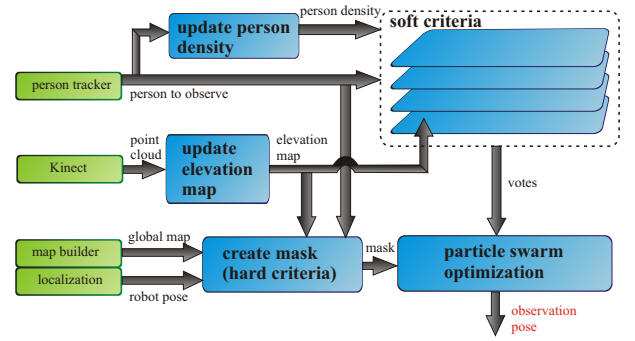 person density
soft criteria
update person
density
person tracker
person to observe
point
cloud
elevation
map
update
elevation
map
Kinect
votes
global map
map builder
create mask
(hard criteria)
mask
particle swarm
optimization
localization
robot pose
observation
pose